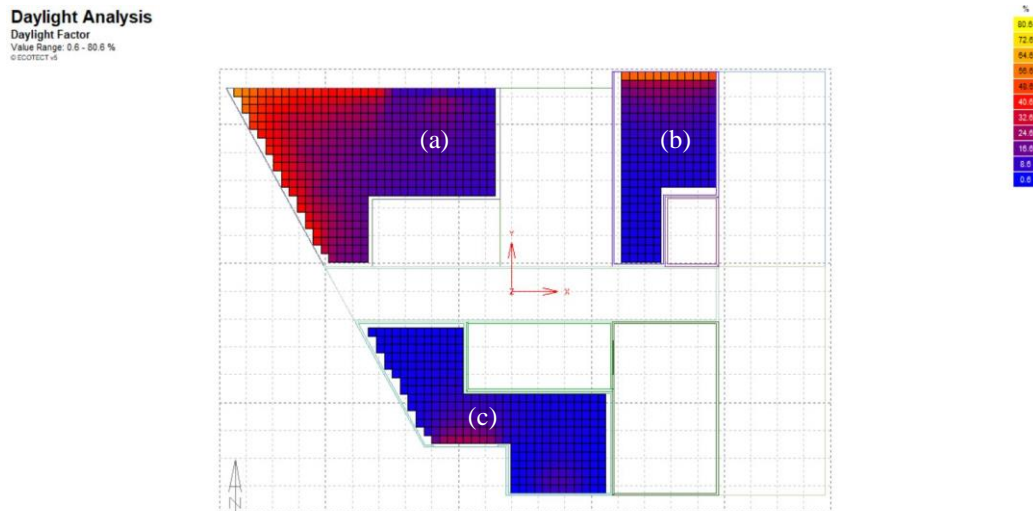 Daylight Analysis
Daylight Factor
Value Range: 0.6 - 80.6 %
© ECOTECT v5
%
80.6
72.6
64.6
56.6
48.6
40.6
32.6
24.6
16.6
8.6
0.6
(a)
(b)
Y
Z
X
(c)
N